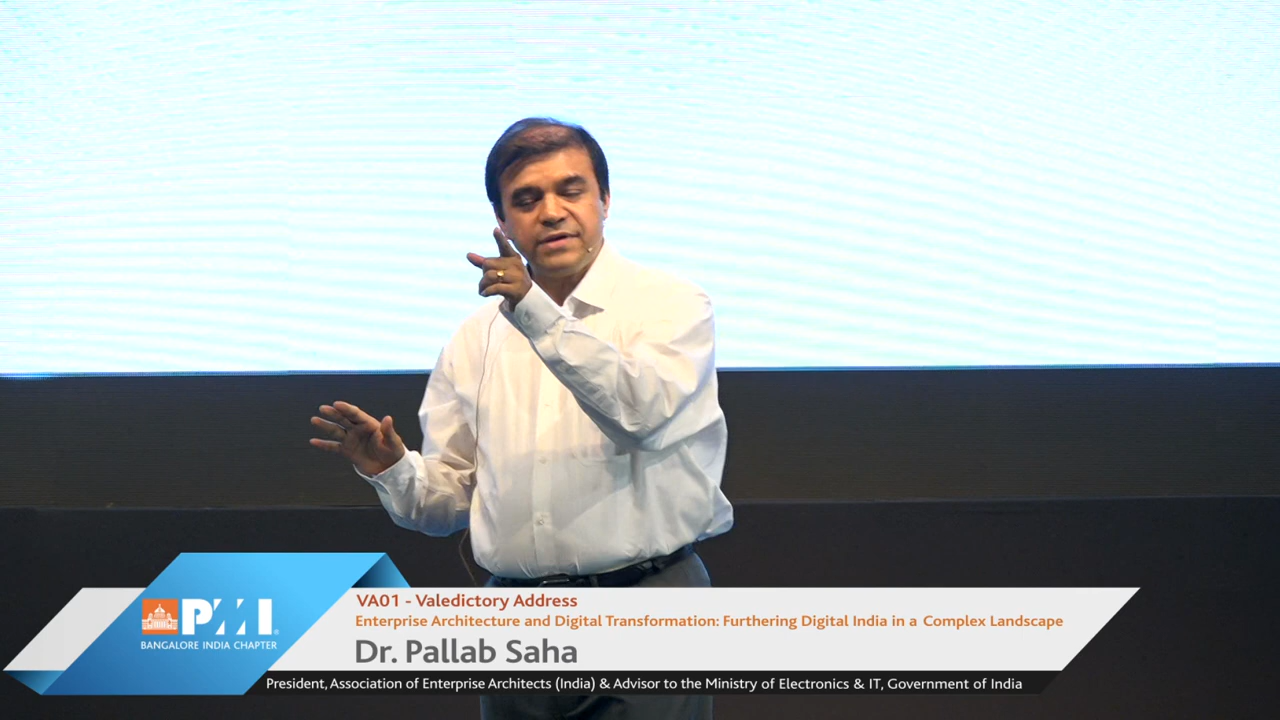 VA01 - Valedictory Address
Enterprise Architecture and Digital Transformation: Furthering Digital India in a Complex Landscape
PMI®
BANGALORE INDIA CHAPTER
Dr. Pallab Saha
President, Association of Enterprise Architects (India) & Advisor to the Ministry of Electronics & IT, Government of India